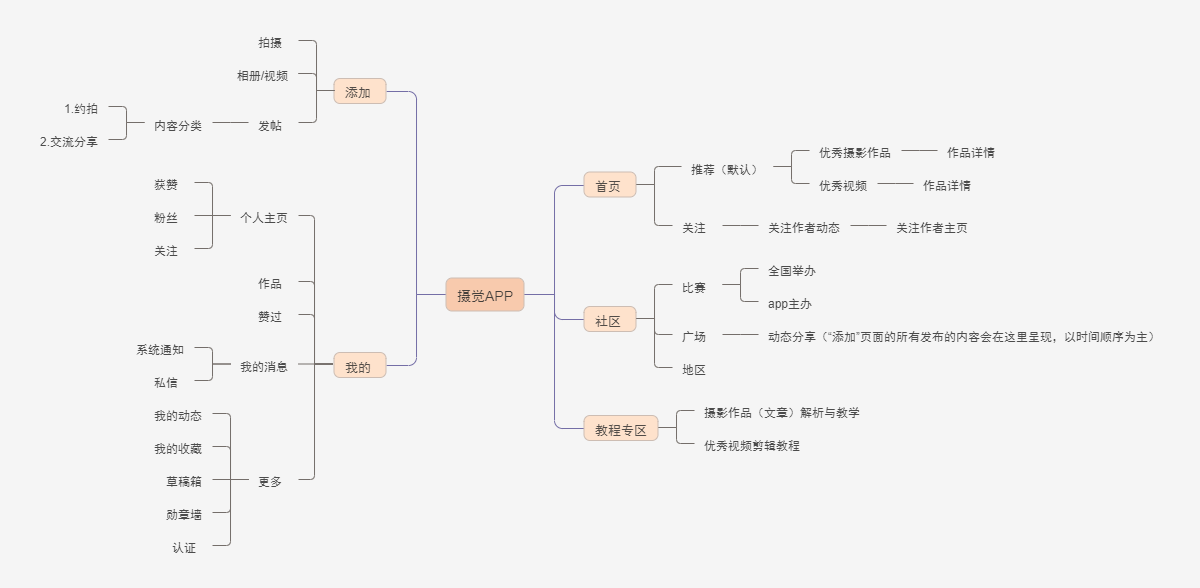 摄觉APP
首页
推荐（默认）
优秀摄影作品
作品详情
优秀视频
作品详情
关注
关注作者动态
关注作者主页
社区
比赛
全国举办
app主办
广场
动态分享（“添加”页面的所有发布的内容会在这里呈现，以时间顺序为主）
地区
教程专区
摄影作品（文章）解析与教学
优秀视频剪辑教程
添加
拍摄
相册/视频
发帖
内容分类
1.约拍
2.交流分享
我的
个人主页
获赞
粉丝
关注
作品
赞过
我的消息
系统通知
私信
更多
我的动态
我的收藏
草稿箱
勋章墙
认证